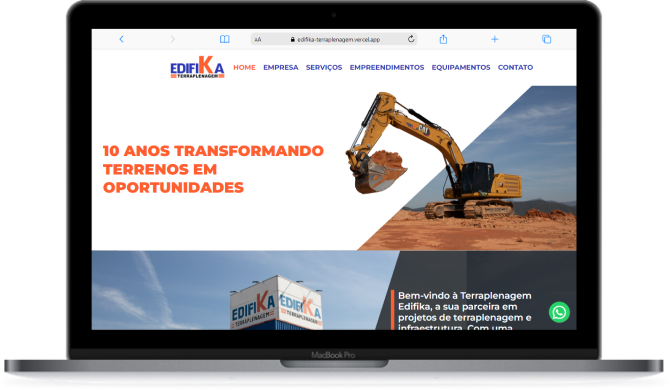 AA edifika-terraplenagem.vercel.app
EDIFIKA
TERRAPLENAGEM
HOME EMPRESA SERVIÇOS EMPREENDIMENTOS EQUIPAMENTOS CONTATO
10 ANOS TRANSFORMANDO
TERRENOS EM
OPORTUNIDADES
CAT
EDIFIKA
TERRAPLENAGEM
EDIFIKA
TERRAPLENAGEM
Bem-vindo à Terraplenagem
Edifika, a sua parceira em
projetos de terraplenagem e
infraestrutura. Com uma
MacBook Pro